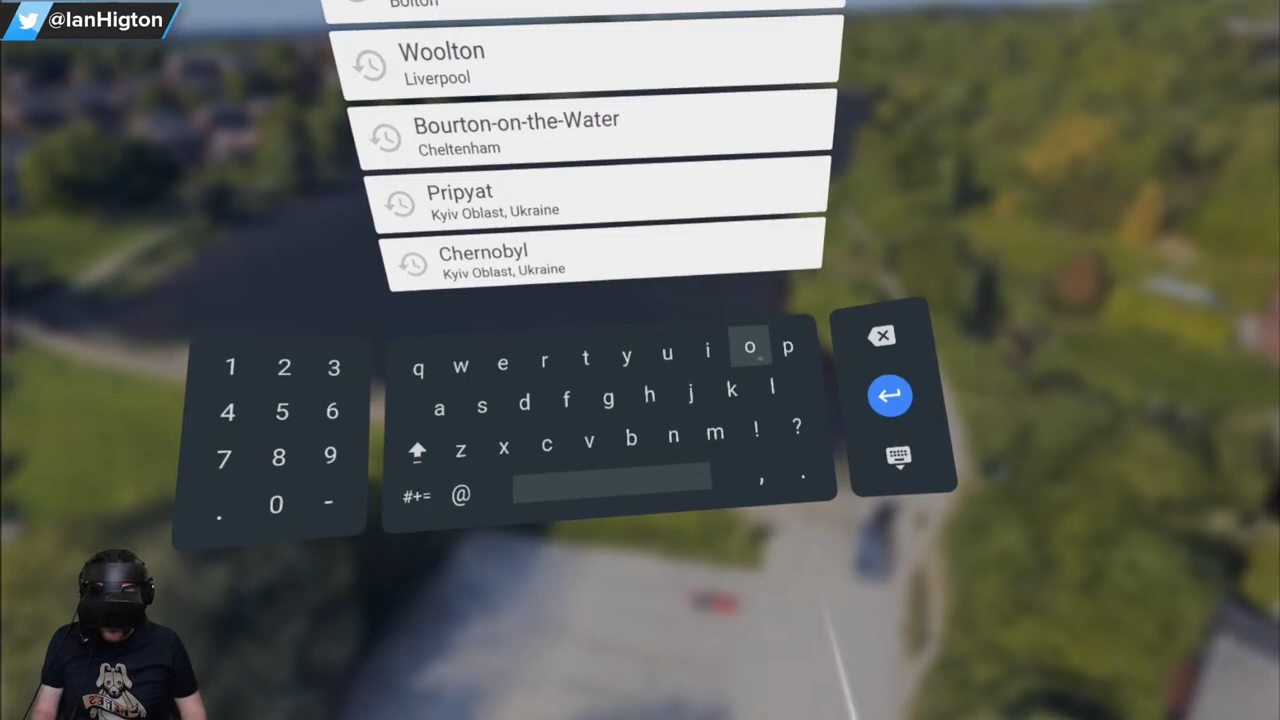 @IanHigton
Bolton
Woolton
Liverpool
Bourton-on-the-Water
Cheltenham
Pripyat
Kyiv Oblast, Ukraine
Chernobyl
Kyiv Oblast, Ukraine
1 2 3
4 5 6
7 8 9
. 0 -
q w e r t y u i o p
a s d f g h j k l
z x c v b n m ! ?
#+= @ , .